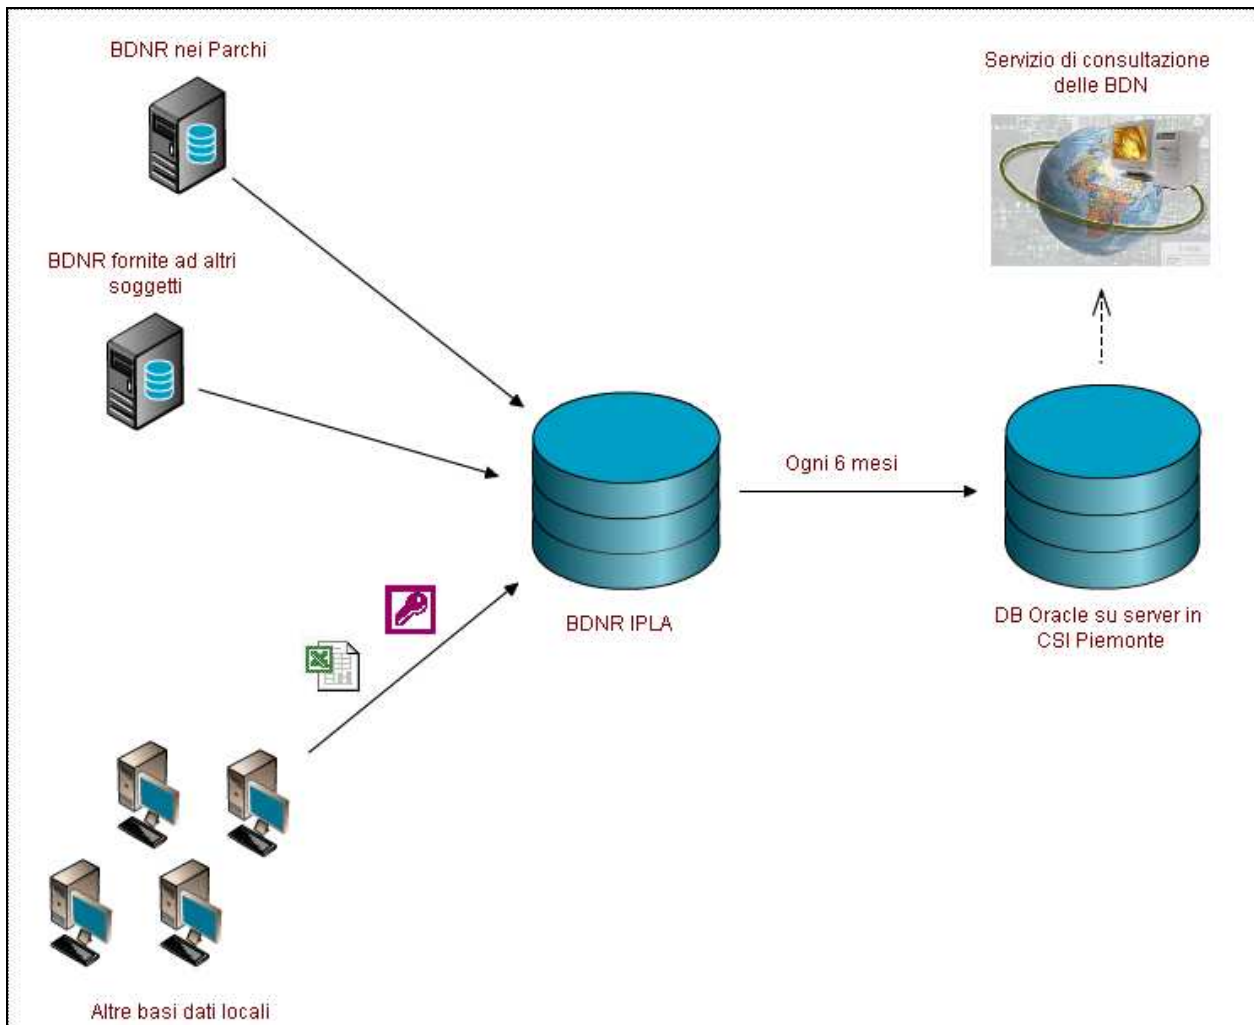 BDNR nei Parchi
Servizio di consultazione
delle BDN
BDNR fornite ad altri
soggetti
Ogni 6 mesi
BDNR IPLA
DB Oracle su server in
CSI Piemonte
Altre basi dati locali